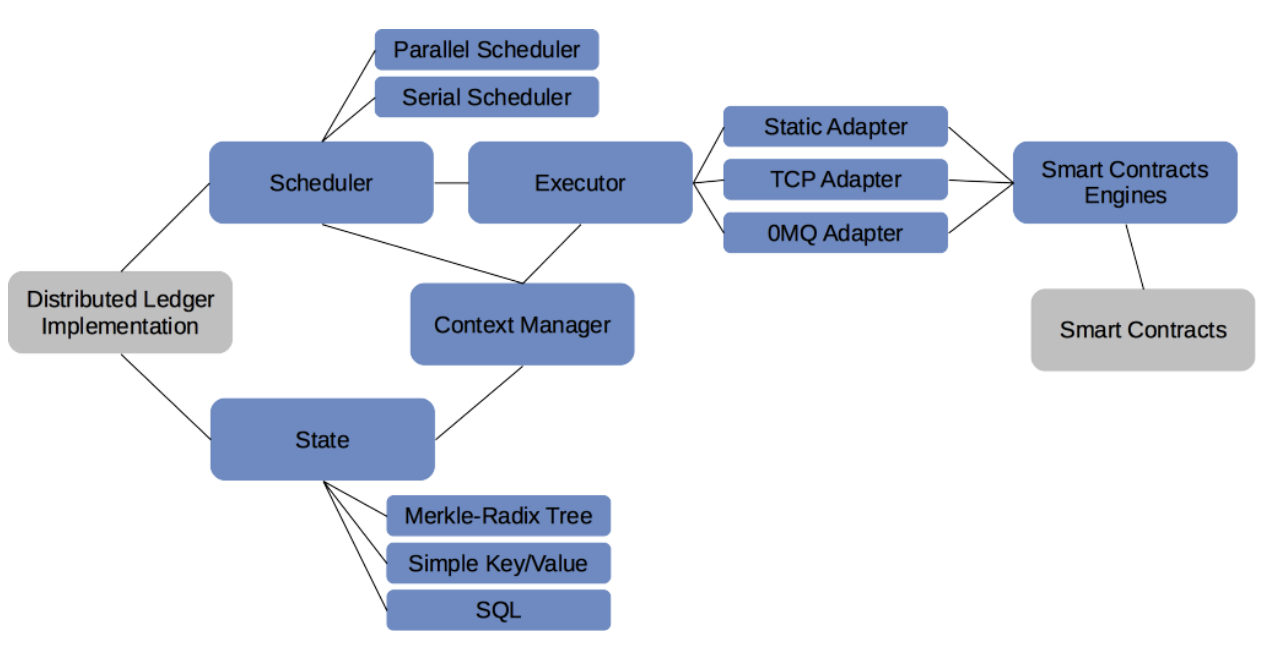 Parallel Scheduler
Serial Scheduler
Scheduler
Executor
Static Adapter
TCP Adapter
0MQ Adapter
Smart Contracts
Engines
Distributed Ledger
Implementation
Context Manager
Smart Contracts
State
Merkle-Radix Tree
Simple Key/Value
SQL